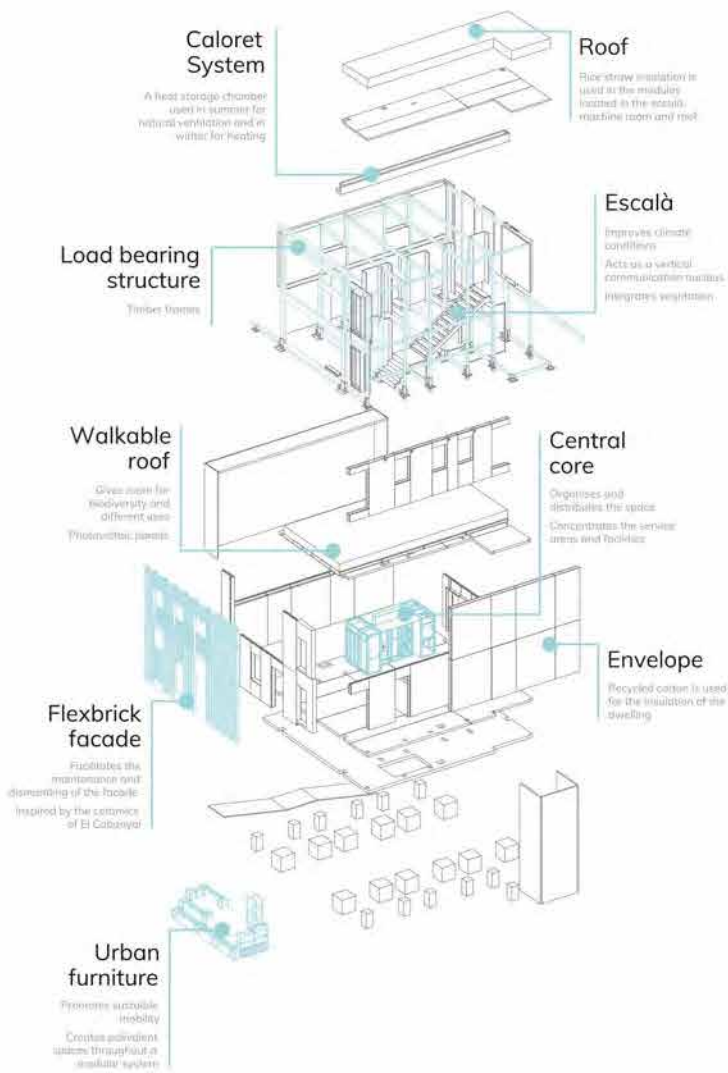 Caloret
System
A heat storage chamber
used in summer for
natural ventilation and in
winter for heating
Roof
Rice straw insulation is
used in the modules
located in the escalà,
machine room and roof
Load bearing
structure
Timber frames
Escalà
Improves climate
conditions
Acts as a vertical
communication nucleus
Integrates vegetation
Walkable
roof
Gives room for
biodiversity and
different uses
Photovoltaic panels
Central
core
Organises and
distributes the space
Concentrates the service
areas and facilities
Flexbrick
facade
Facilitates the
maintenance and
dismantling of the facade
Inspired by the ceramics
of El Cabanyal
Envelope
Recycled cotton is used
for the insulation of the
dwelling
Urban
furniture
Promotes sustainable
mobility
Creates polyvalent
spaces throughout a
modular system